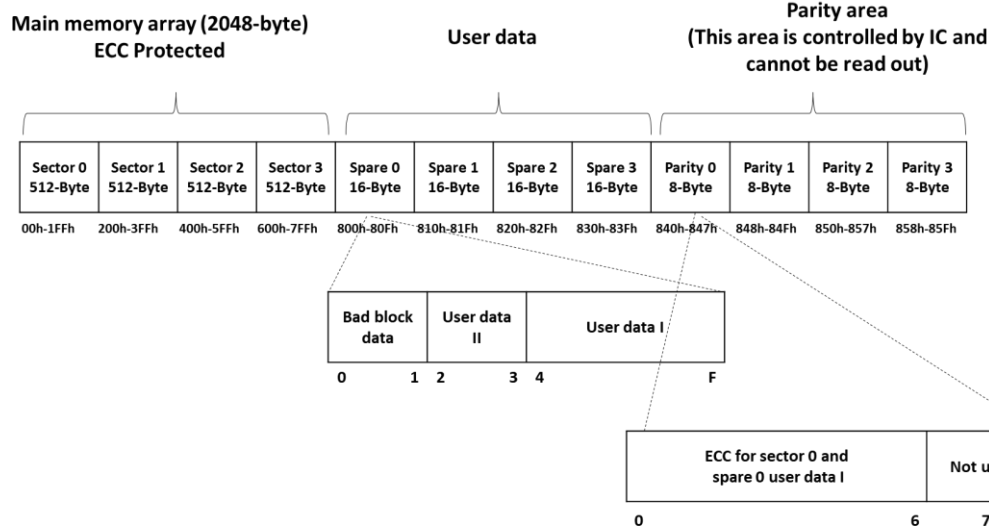 Main memory array (2048-byte)
ECC Protected
User data
Parity area
(This area is controlled by IC and
cannot be read out)
Sector 0
512-Byte
Sector 1
512-Byte
Sector 2
512-Byte
Sector 3
512-Byte
Spare 0
16-Byte
Spare 1
16-Byte
Spare 2
16-Byte
Spare 3
16-Byte
Parity 0
8-Byte
Parity 1
8-Byte
Parity 2
8-Byte
Parity 3
8-Byte
00h-1FFh 200h-3FFh 400h-5FFh 600h-7FFh 800h-80Fh 810h-81Fh 820h-82Fh 830h-83Fh 840h-847h 848h-84Fh 850h-857h 858h-85Fh
Bad block
data
User data
II
User data I
0 1 2 3 4 F
ECC for sector 0 and
spare 0 user data I
Not u
0 6 7